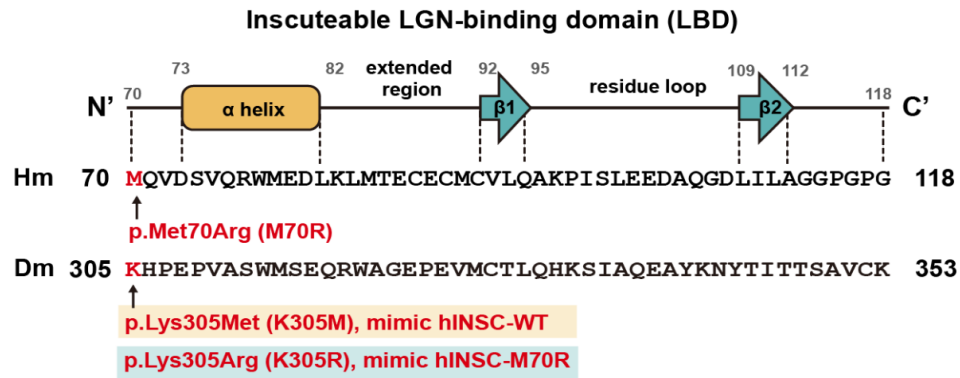 Inscuteable LGN-binding domain (LBD)
70 73 82 extended region 92 95 residue loop 109 112 118
N’ α helix β1 β2 C’
Hm 70 MQVDSVQRWMEDLKLMTECECMCVLQAKPISLEEDAQGDLILAGGPGPG 118
p.Met70Arg (M70R)
Dm 305 KHPEPVASWMSEQRWAGEPEVMCTLQHKSIAQEAYKNYTITTSAVCK 353
p.Lys305Met (K305M), mimic hINSC-WT
p.Lys305Arg (K305R), mimic hINSC-M70R